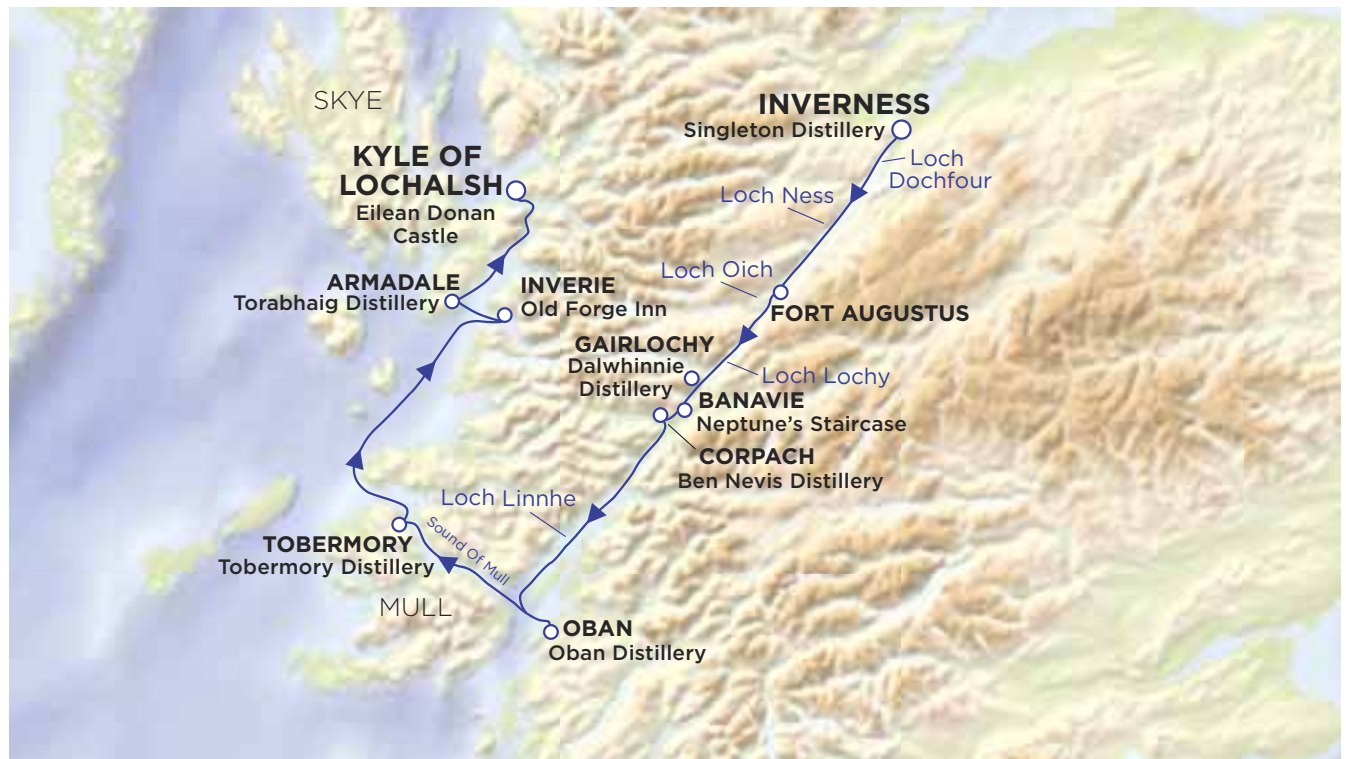 SKYE
INVERNESS
Singleton Distillery
Loch
Dochfour
KYLE OF
LOCHALSH
Eilean Donan
Castle
Loch Ness
Loch Oich
ARMADALE
Torabhaig Distillery
INVERIE
Old Forge Inn
FORT AUGUSTUS
GAIRLOCHY
Dalwhinnie
Distillery
Loch Lochy
BANAVIE
Neptune's Staircase
CORPACH
Ben Nevis Distillery
Loch Linnhe
Sound Of Mull
TOBERMORY
Tobermory Distillery
MULL
OBAN
Oban Distillery